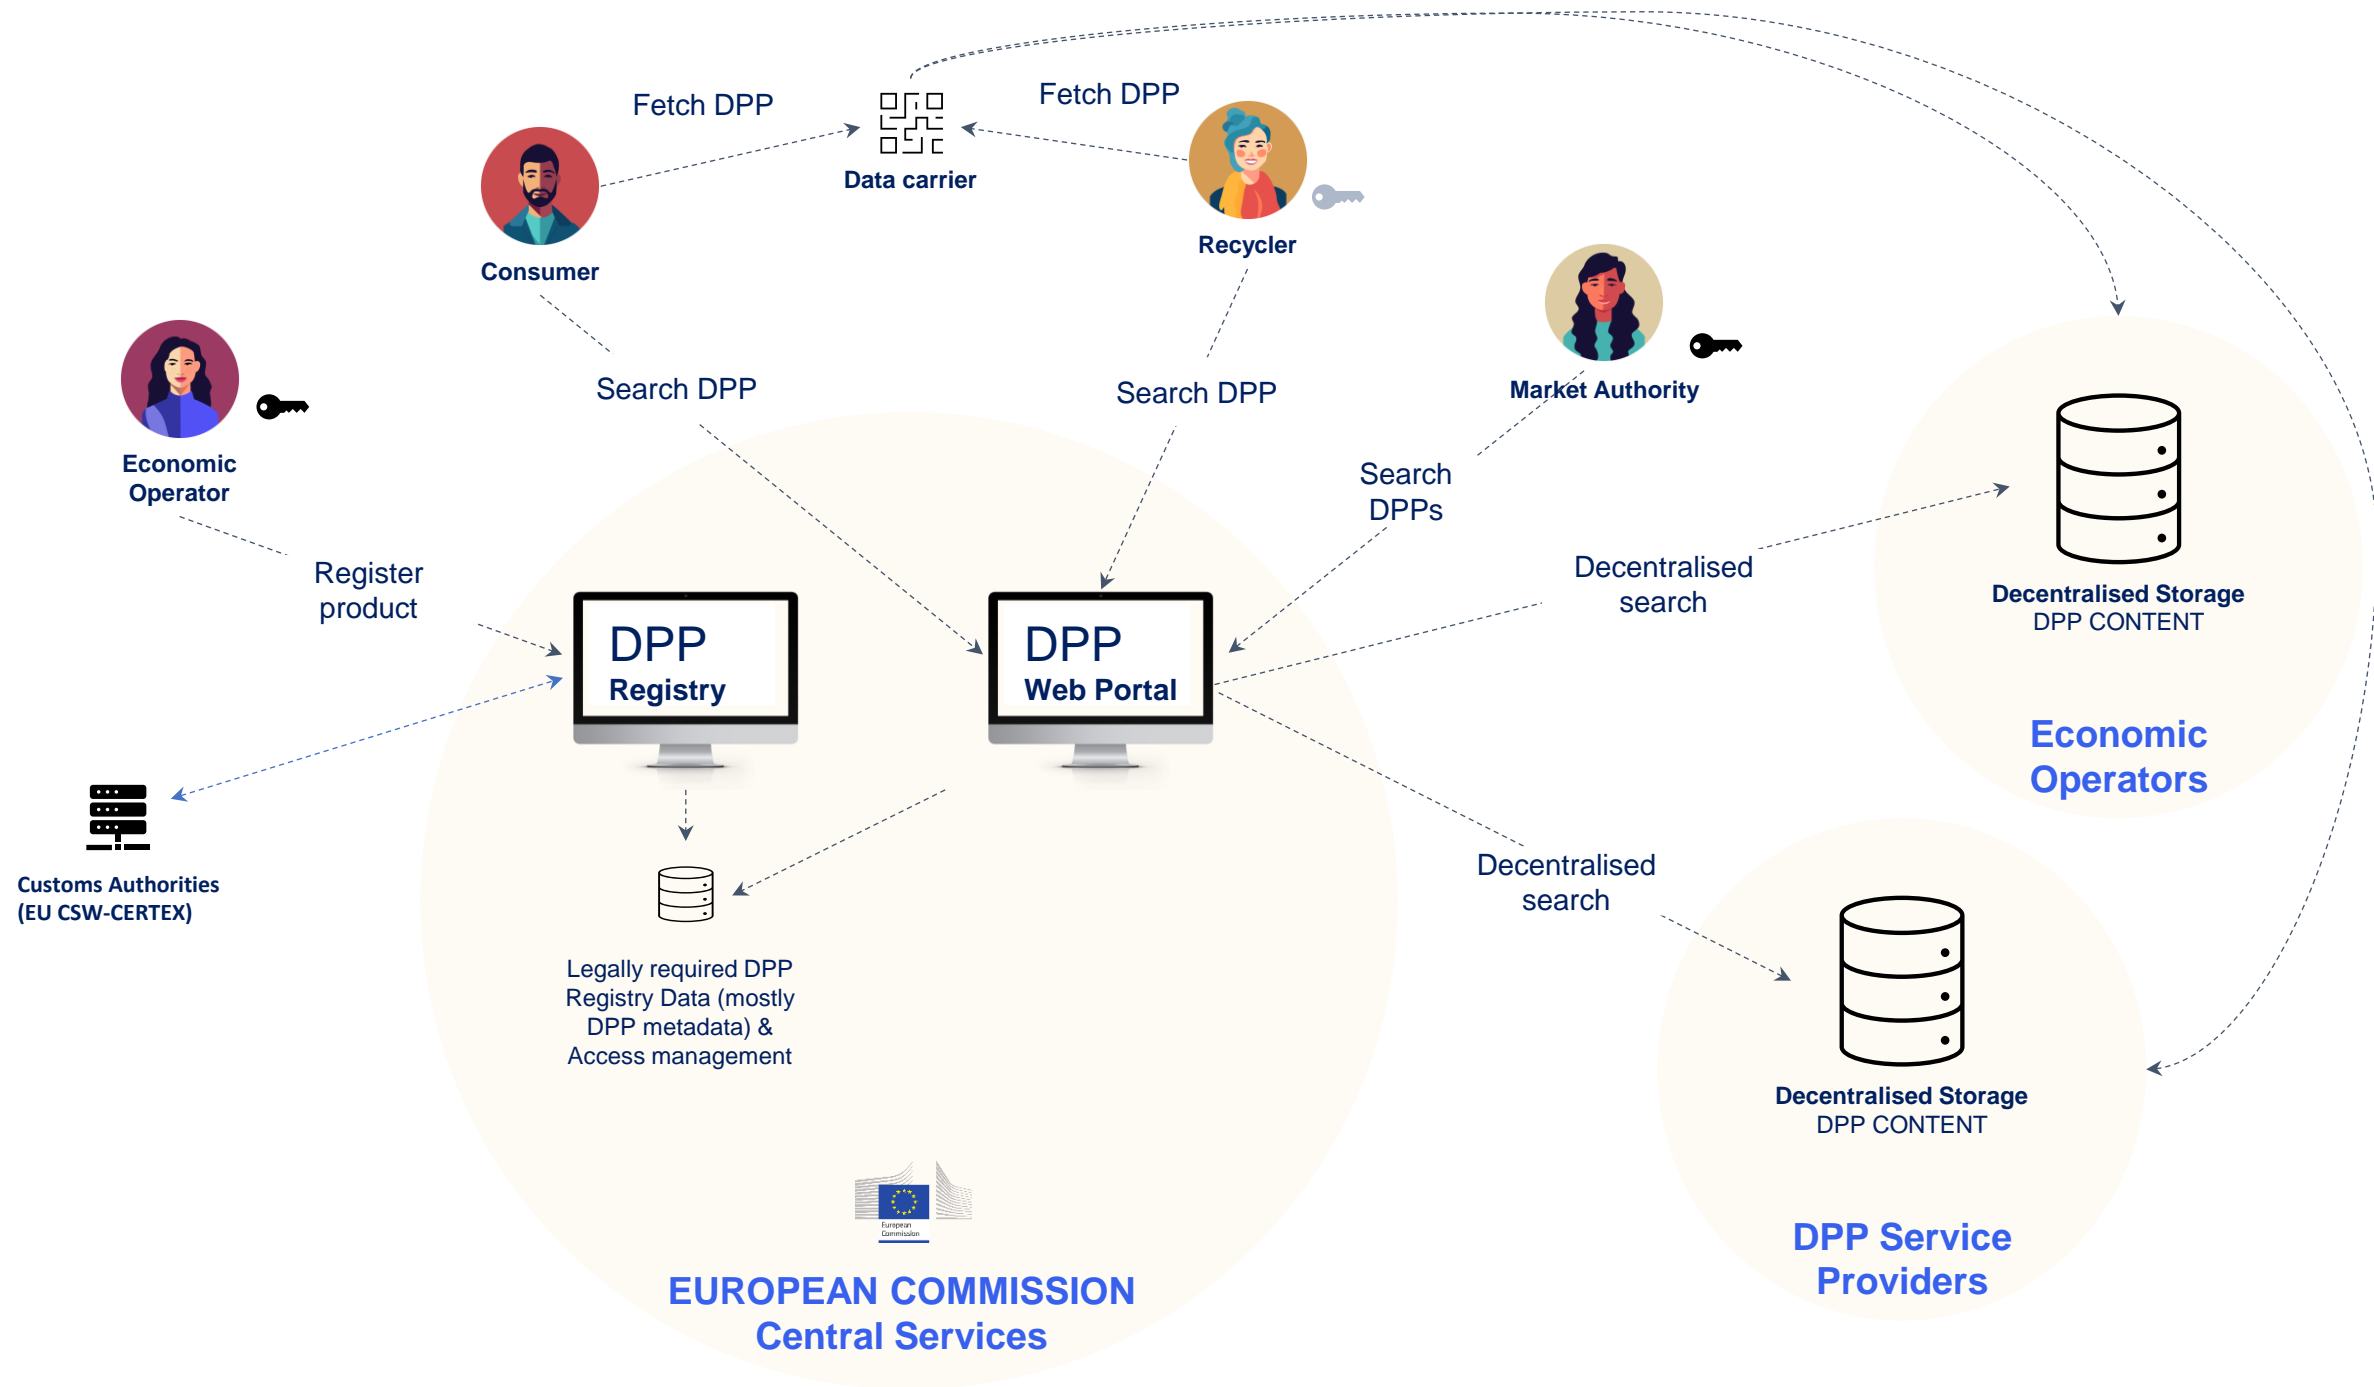 Fetch DPP
Fetch DPP
Data carrier
Consumer
Recycler
Market Authority
Economic
Operator
Search DPP
Search DPP
Search
DPPs
Register
product
Decentralised
search
DPP
Registry
DPP
Web Portal
Decentralised Storage
DPP CONTENT
Economic
Operators
Customs Authorities
(EU CSW-CERTEX)
Decentralised
search
Legally required DPP
Registry Data (mostly
DPP metadata) &
Access management
Decentralised Storage
DPP CONTENT
DPP Service
Providers
European
Commission
EUROPEAN COMMISSION
Central Services